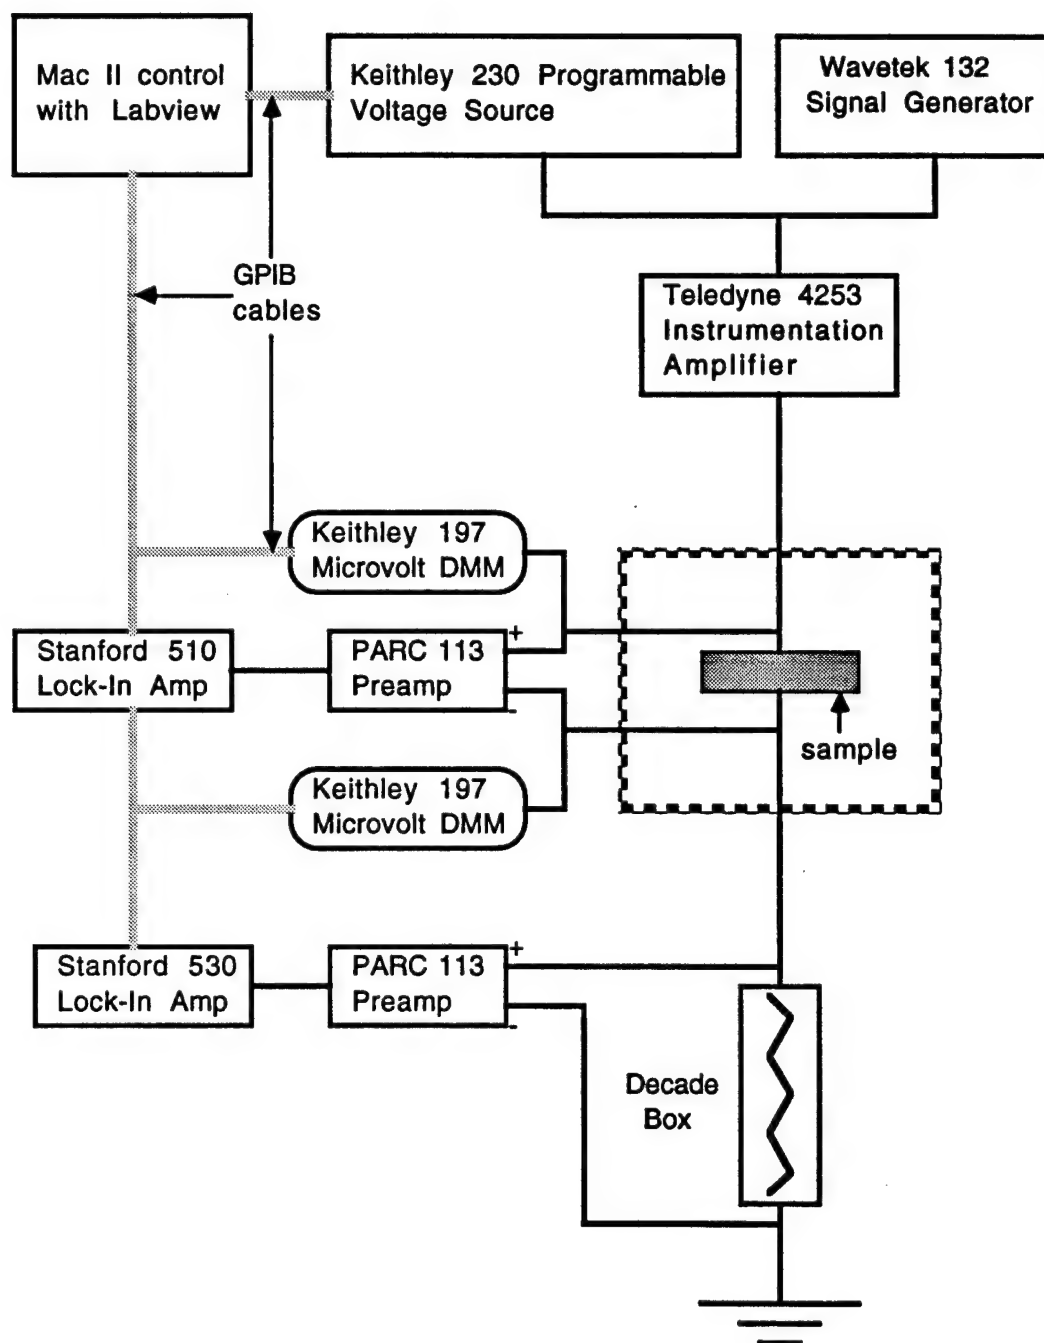 Mac II control
with Labview
Keithley 230 Programmable
Voltage Source
Wavetek 132
Signal Generator
GPIB
cables
Teledyne 4253
Instrumentation
Amplifier
Keithley 197
Microvolt DMM
Stanford 510
Lock-In Amp
PARC 113
Preamp
+
-
sample
Keithley 197
Microvolt DMM
Stanford 530
Lock-In Amp
PARC 113
Preamp
+
-
Decade
Box